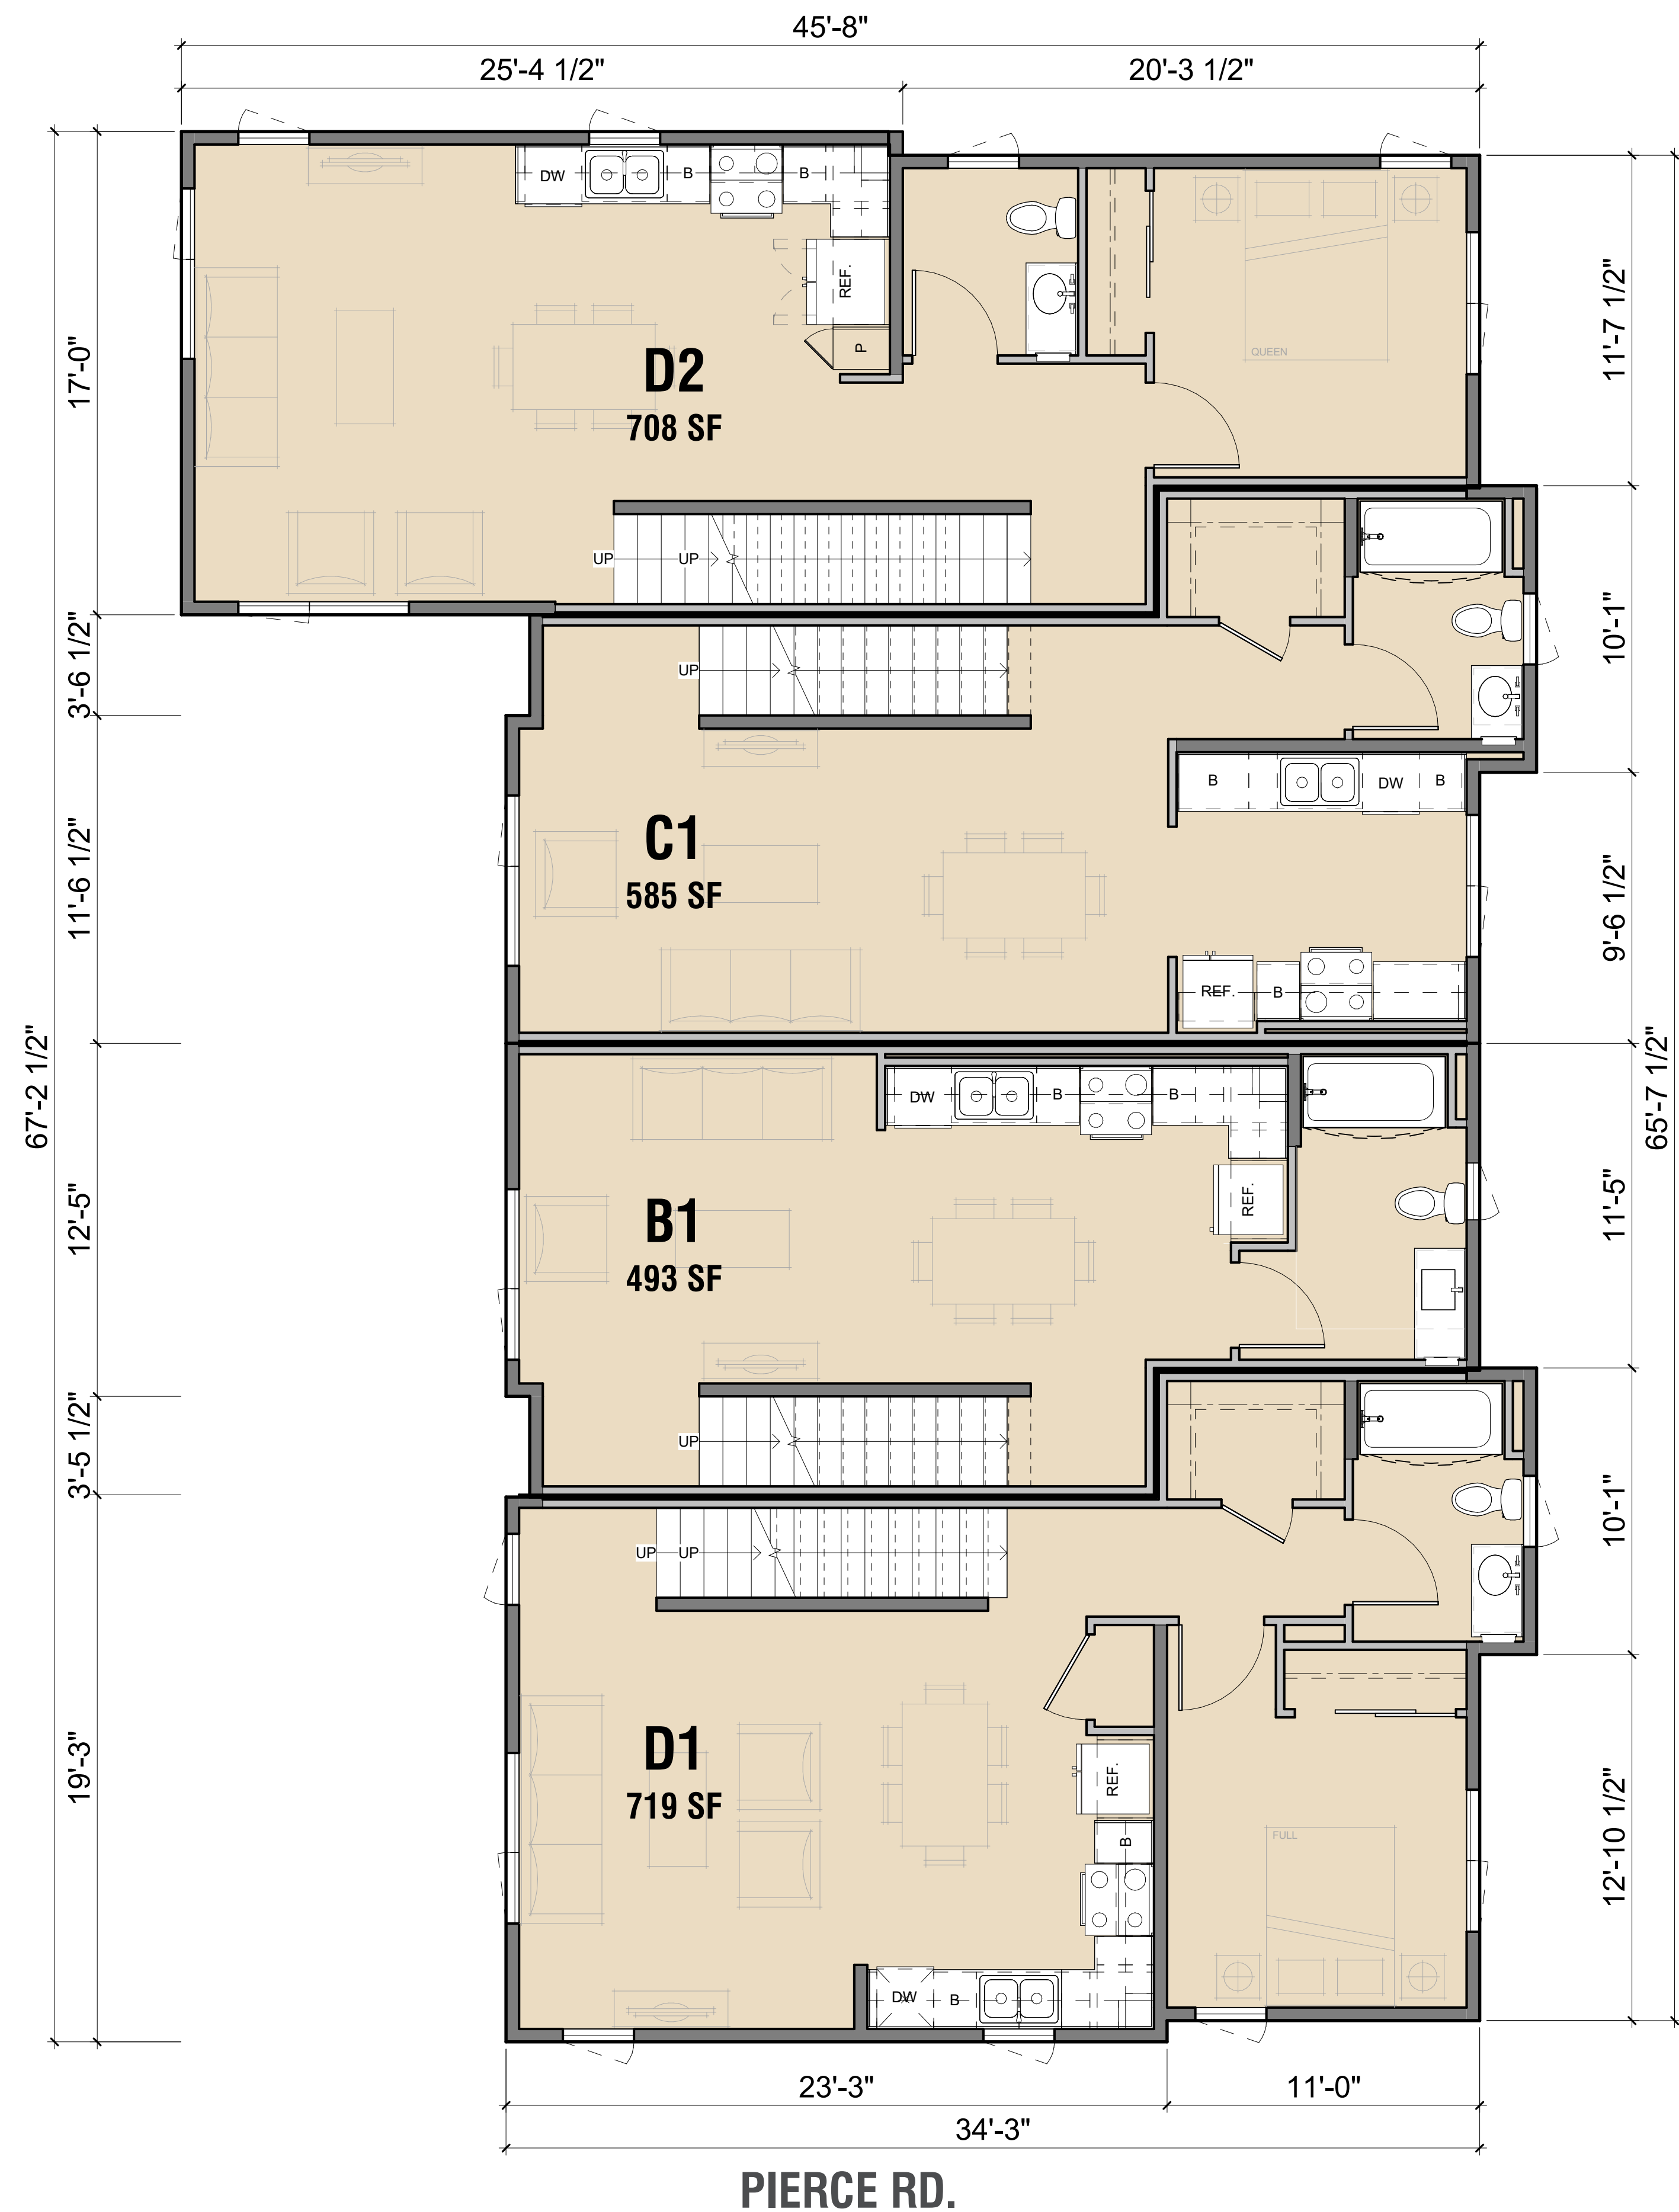 45'-8"
25'-4 1/2"
20'-3 1/2"
DW
B
B
REF.
P
QUEEN
D2
708 SF
UP
UP
17'-0"
11'-7 1/2"
3'-6 1/2"
10'-1"
UP
B
DW
B
C1
585 SF
REF.
B
11'-6 1/2"
9'-6 1/2"
67'-2 1/2"
65'-7 1/2"
DW
B
B
REF.
B1
493 SF
UP
12'-5"
11'-5"
3'-5 1/2"
10'-1"
UP
UP
D1
719 SF
REF.
B
FULL
DW
B
19'-3"
12'-10 1/2"
23'-3"
11'-0"
34'-3"
PIERCE RD.